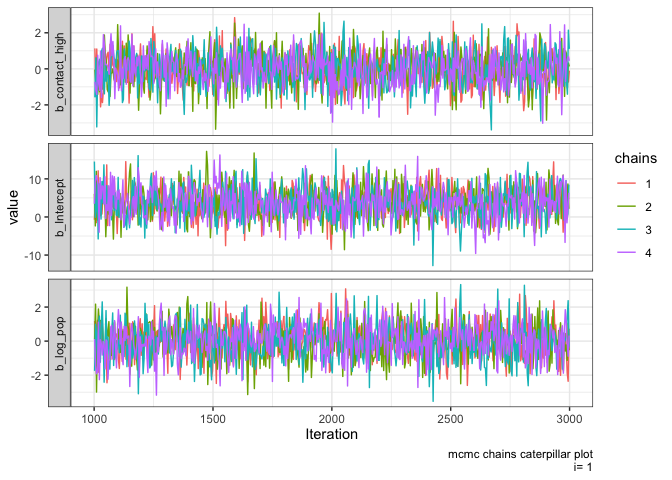 b_contact_high
2
0
-2
b_Intercept
10
0
-10
b_log_pop
2
0
-2
value
1000 1500 2000 2500 3000
Iteration
chains
1
2
3
4
mcmc chains caterpillar plot
i= 1